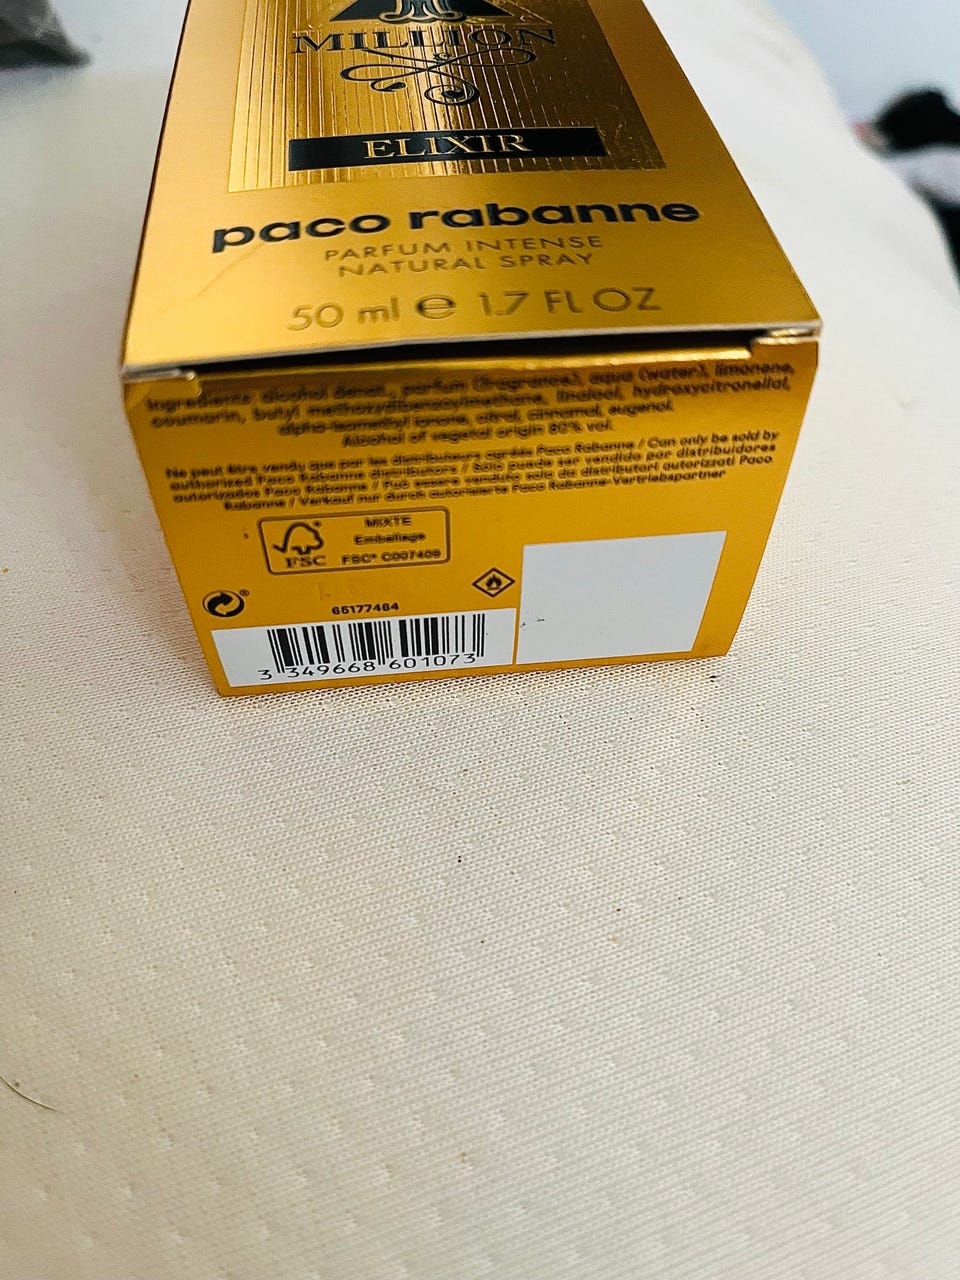 MILLION
ELIXIR
paco rabanne
PARFUM INTENSE
NATURAL SPRAY
50 ml ℮ 1.7 FL OZ
Ingredients: alcohol denat., parfum (fragrance), aqua (water), limonene,
coumarin, butyl methoxydibenzoylmethane, linalool, hydroxycitronellal,
alpha-isomethyl ionone, citral, cinnamal, eugenol.
Alcohol of vegetal origin 80% vol.
Ne peut être vendu que par les distributeurs agréés Paco Rabanne / Can only be sold by
authorized Paco Rabanne distributors / Sólo puede ser vendido por distribuidores
autorizados Paco Rabanne / Può essere venduto solo da distributori autorizzati Paco
Rabanne / Verkauf nur durch autorisierte Paco Rabanne-Vertriebspartner
MIXTE
Emballage
FSC
FSC® C007409
65177464
3 349668 601073